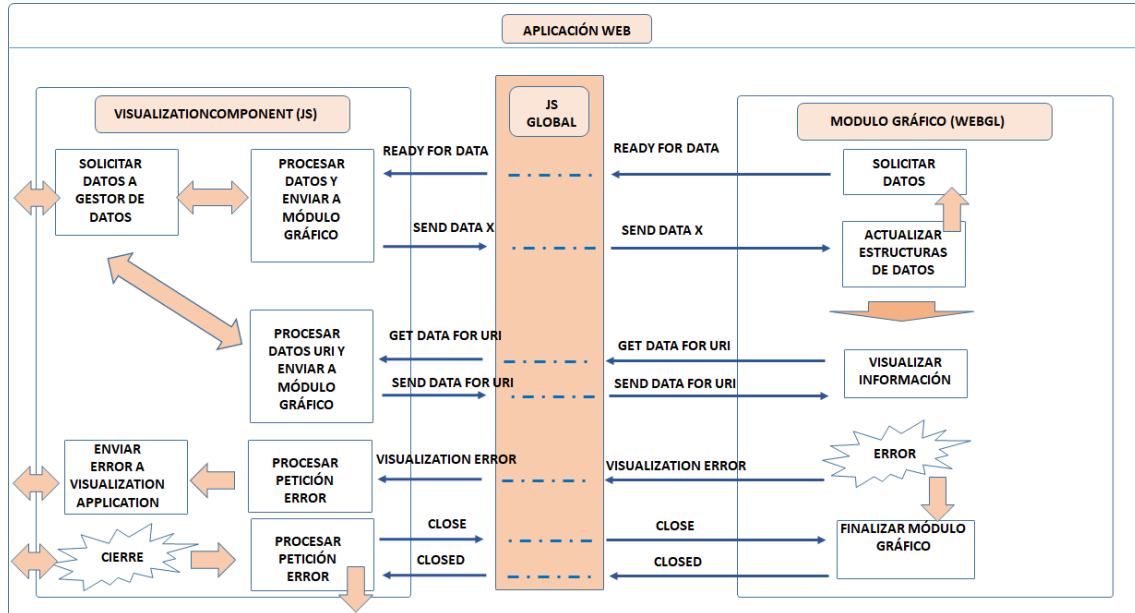 APLICACIÓN WEB
VISUALIZATIONCOMPONENT (JS)
JS
GLOBAL
MODULO GRÁFICO (WEBGL)
SOLICITAR
DATOS A
GESTOR DE
DATOS
PROCESAR
DATOS Y
ENVIAR A
MÓDULO
GRÁFICO
READY FOR DATA
READY FOR DATA
SOLICITAR
DATOS
SEND DATA X
SEND DATA X
ACTUALIZAR
ESTRUCTURAS
DE DATOS
PROCESAR
DATOS URI Y
ENVIAR A
MÓDULO
GRÁFICO
GET DATA FOR URI
GET DATA FOR URI
SEND DATA FOR URI
SEND DATA FOR URI
VISUALIZAR
INFORMACIÓN
ENVIAR
ERROR A
VISUALIZATION
APPLICATION
PROCESAR
PETICIÓN
ERROR
VISUALIZATION ERROR
VISUALIZATION ERROR
ERROR
CIERRE
PROCESAR
PETICIÓN
ERROR
CLOSE
CLOSE
CLOSED
CLOSED
FINALIZAR MÓDULO
GRÁFICO